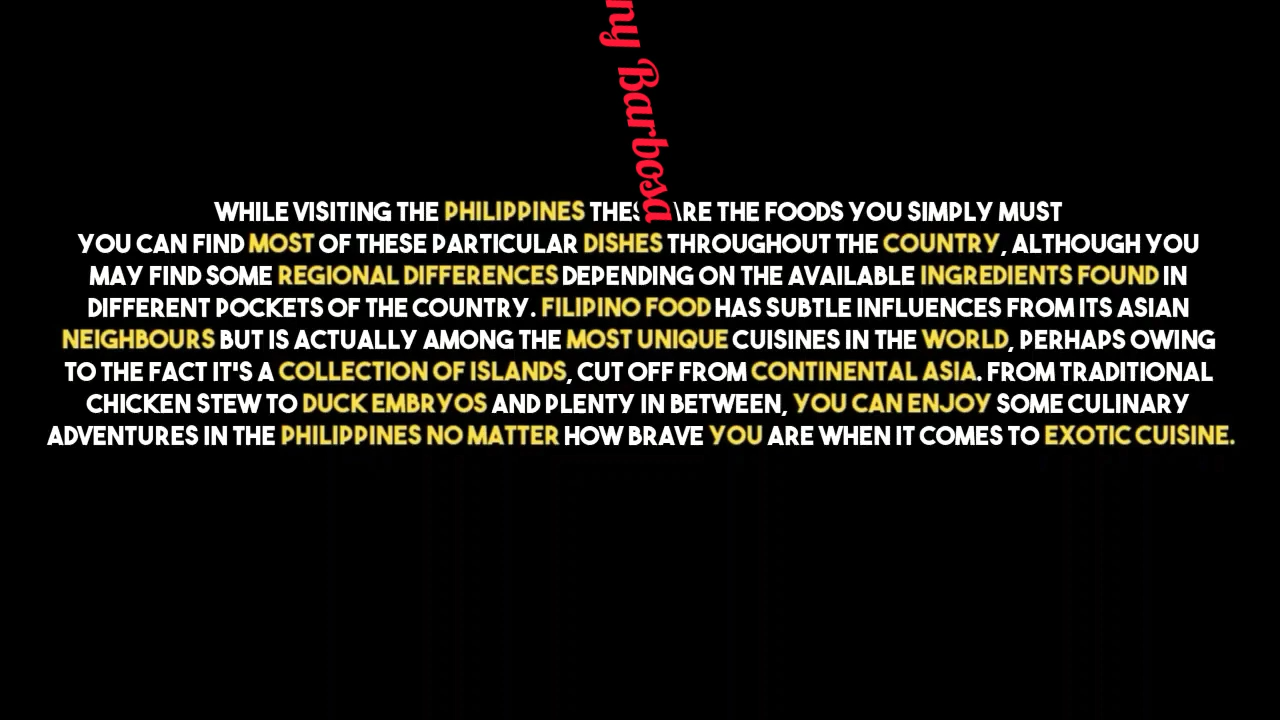 Barbosa
WHILE VISITING THE PHILIPPINES ARE THE FOODS YOU SIMPLY MUST
YOU CAN FIND MOST OF THESE PARTICULAR DISHES THROUGHOUT THE COUNTRY, ALTHOUGH YOU
MAY FIND SOME REGIONAL DIFFERENCES DEPENDING ON THE AVAILABLE INGREDIENTS FOUND IN
DIFFERENT POCKETS OF THE COUNTRY. FILIPINO FOOD HAS SUBTLE INFLUENCES FROM ITS ASIAN
NEIGHBOURS BUT IS ACTUALLY AMONG THE MOST UNIQUE CUISINES IN THE WORLD, PERHAPS OWING
TO THE FACT IT'S A COLLECTION OF ISLANDS, CUT OFF FROM CONTINENTAL ASIA. FROM TRADITIONAL
CHICKEN STEW TO DUCK EMBRYOS AND PLENTY IN BETWEEN, YOU CAN ENJOY SOME CULINARY
ADVENTURES IN THE PHILIPPINES NO MATTER HOW BRAVE YOU ARE WHEN IT COMES TO EXOTIC CUISINE.